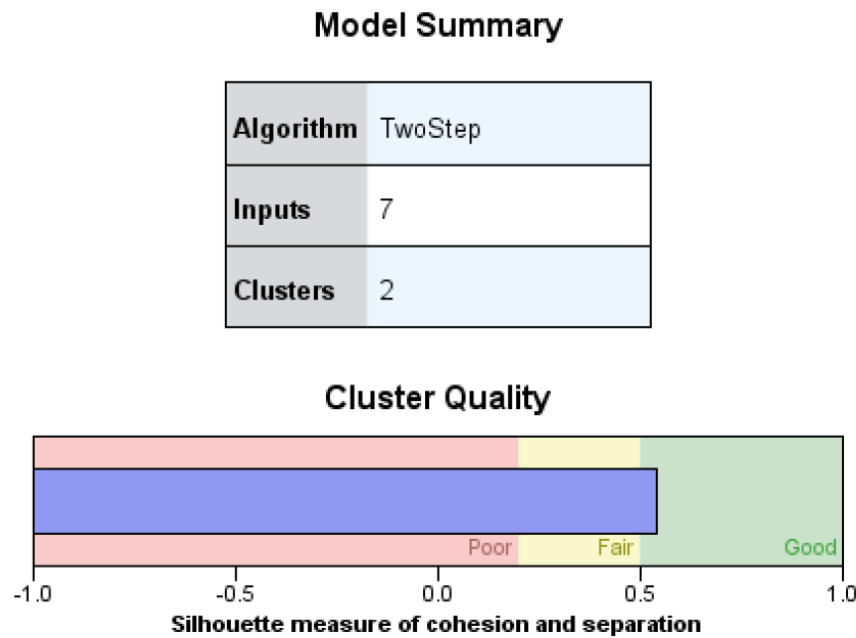 Model Summary
Algorithm TwoStep
Inputs 7
Clusters 2
Cluster Quality
Poor Fair Good
-1.0 -0.5 0.0 0.5 1.0
Silhouette measure of cohesion and separation